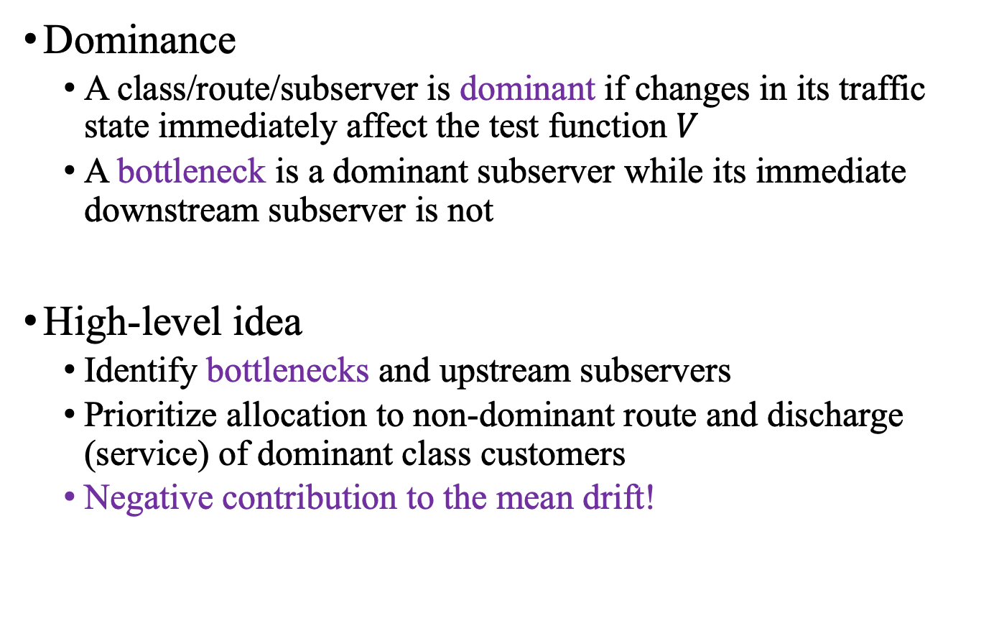 • Dominance
• A class/route/subserver is dominant if changes in its traffic
state immediately affect the test function V
• A bottleneck is a dominant subserver while its immediate
downstream subserver is not
• High-level idea
• Identify bottlenecks and upstream subservers
• Prioritize allocation to non-dominant route and discharge
(service) of dominant class customers
• Negative contribution to the mean drift!